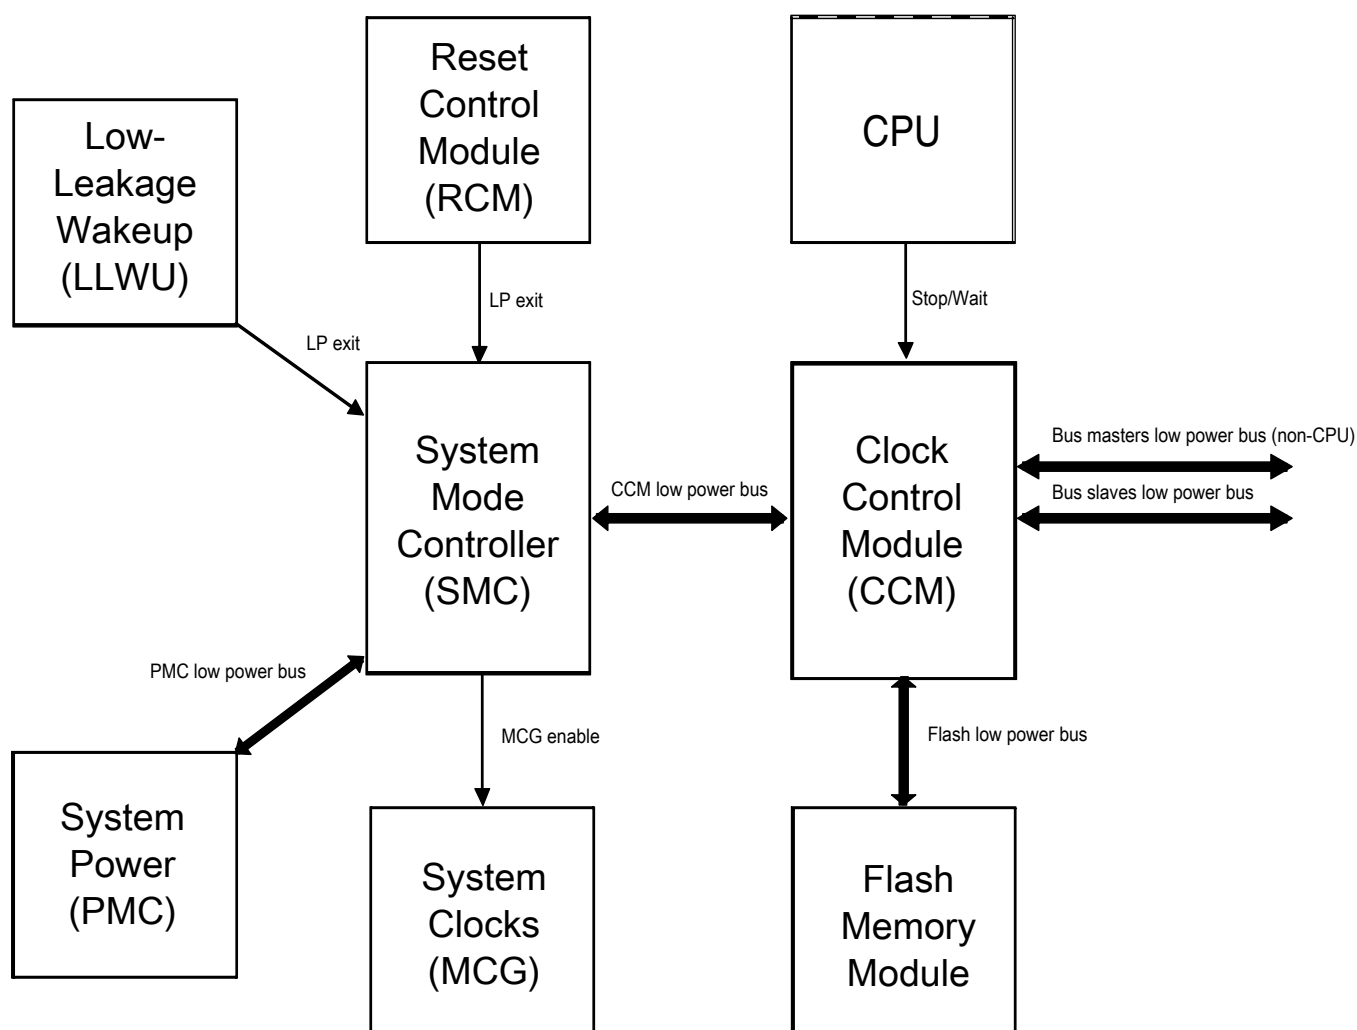 Reset
Control
Module
(RCM)
CPU
Low-
Leakage
Wakeup
(LLWU)
LP exit
Stop/Wait
LP exit
System
Mode
Controller
(SMC)
Clock
Control
Module
(CCM)
Bus masters low power bus (non-CPU)
CCM low power bus
Bus slaves low power bus
PMC low power bus
MCG enable
Flash low power bus
System
Power
(PMC)
System
Clocks
(MCG)
Flash
Memory
Module